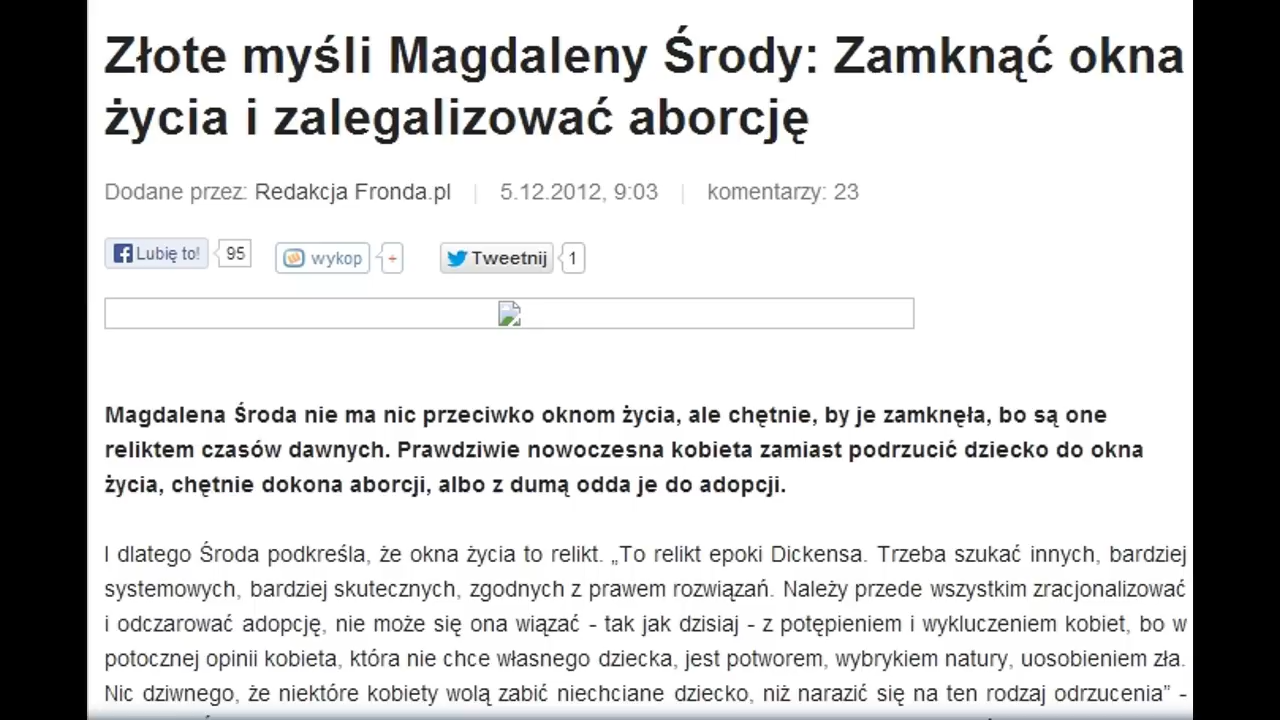 Złote myśli Magdaleny Środy: Zamknąć okna
życia i zalegalizować aborcję
Dodane przez: Redakcja Fronda.pl | 5.12.2012, 9:03 | komentarzy: 23
Lubię to! 95 wykop + Tweetnij 1
Magdalena Środa nie ma nic przeciwko oknom życia, ale chętnie, by je zamknęła, bo są one
reliktem czasów dawnych. Prawdziwie nowoczesna kobieta zamiast podrzucić dziecko do okna
życia, chętnie dokona aborcji, albo z dumą odda je do adopcji.
I dlatego Środa podkreśla, że okna życia to relikt. „To relikt epoki Dickensa. Trzeba szukać innych, bardziej
systemowych, bardziej skutecznych, zgodnych z prawem rozwiązań. Należy przede wszystkim zracjonalizować
i odczarować adopcję, nie może się ona wiązać - tak jak dzisiaj - z potępieniem i wykluczeniem kobiet, bo w
potocznej opinii kobieta, która nie chce własnego dziecka, jest potworem, wybrykiem natury, uosobieniem zła.
Nic dziwnego, że niektóre kobiety wolą zabić niechciane dziecko, niż narazić się na ten rodzaj odrzucenia” -